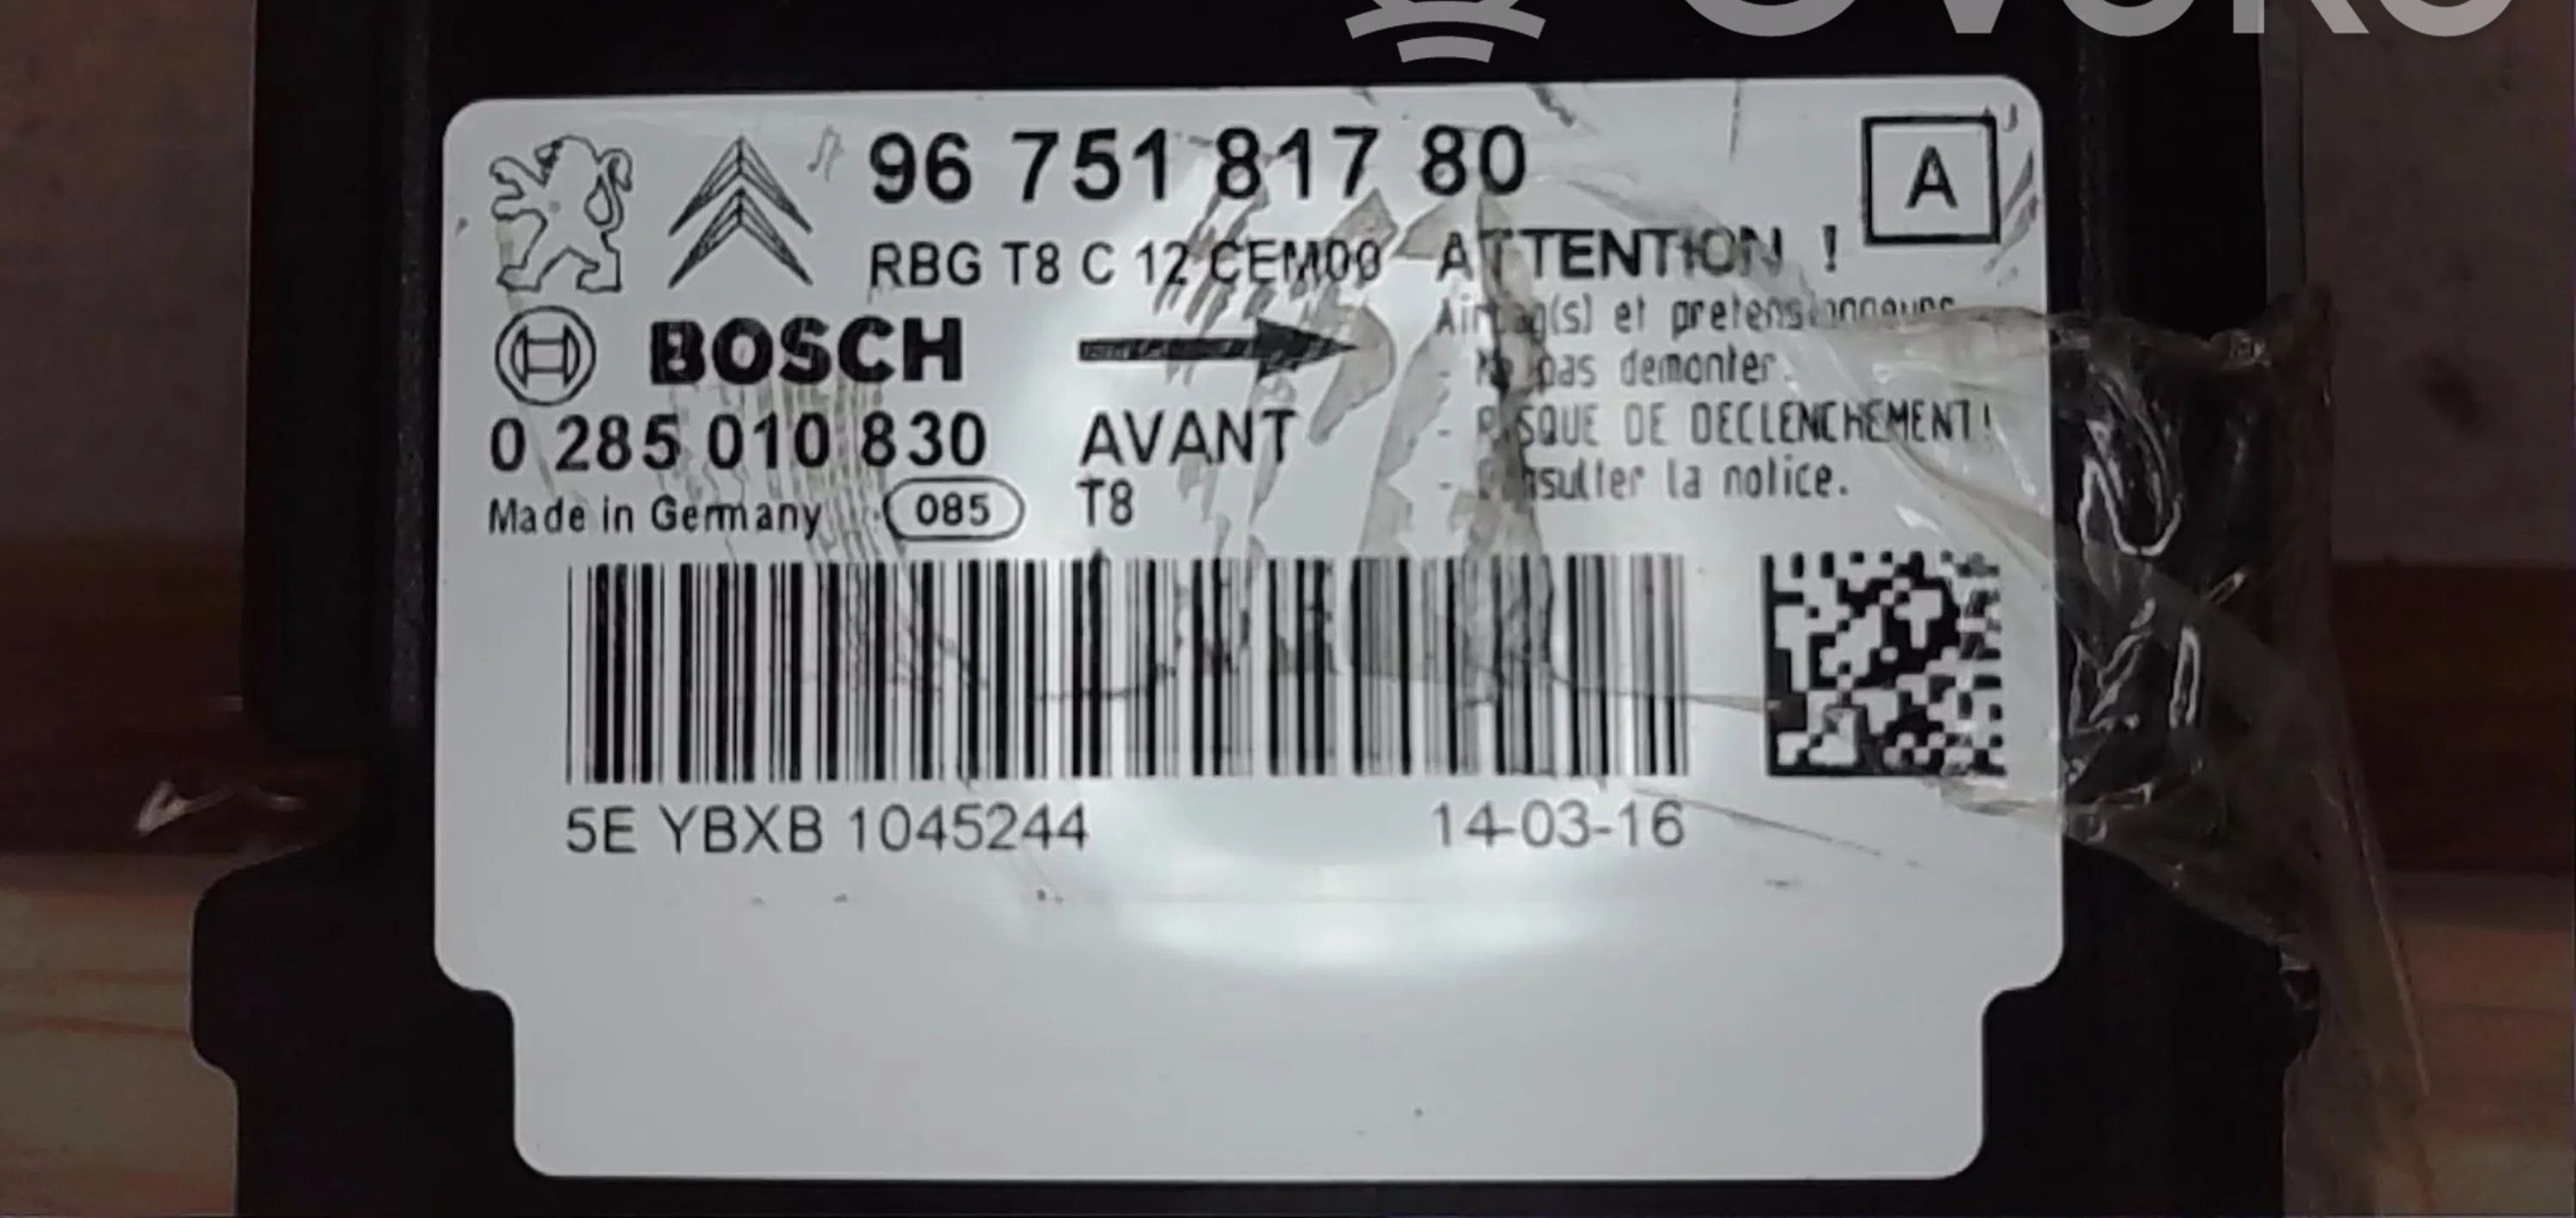 96 751 817 80
A
RBG T8 C 12 CEM00
ATTENTION !
Airbag(s) et pretensionneurs
- Ne pas demonter.
- RISQUE DE DECLENCHEMENT!
- Consulter la notice.
BOSCH
0 285 010 830
AVANT
Made in Germany
085
T8
5E YBXB 1045244
14-03-16